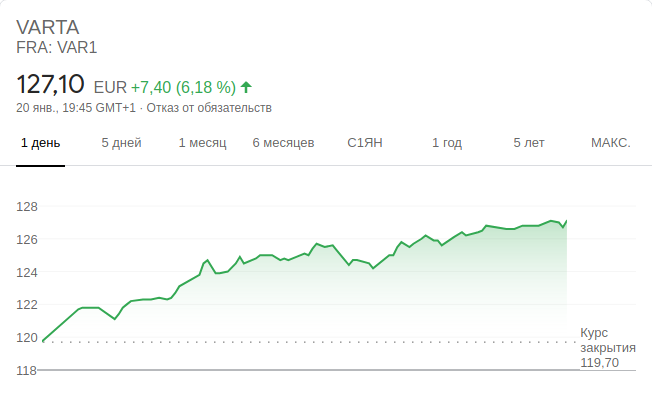 VARTA
FRA: VAR1
127,10 EUR +7,40 (6,18 %)
20 янв., 19:45 GMT+1 · Отказ от обязательств
1 день 5 дней 1 месяц 6 месяцев С1ЯН 1 год 5 лет МАКС.
128
126
124
122
120
118
Курс
закрытия
119,70